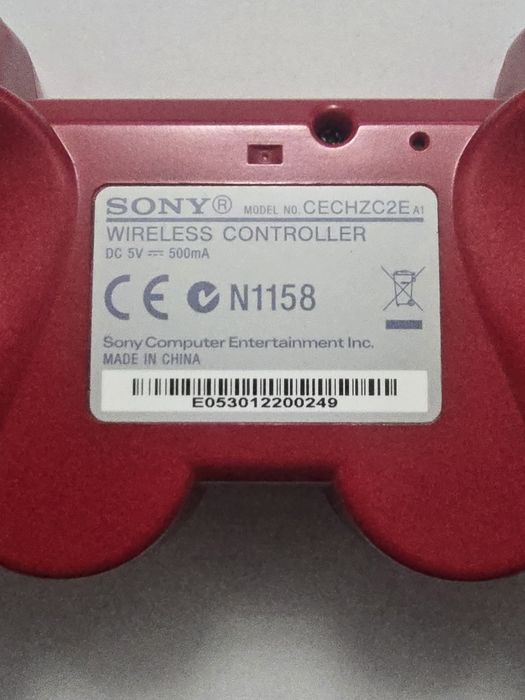 SONY® MODEL NO. CECHZC2E A1
WIRELESS CONTROLLER
DC 5V ⎓ 500mA
CE N1158
Sony Computer Entertainment Inc.
MADE IN CHINA
E053012200249